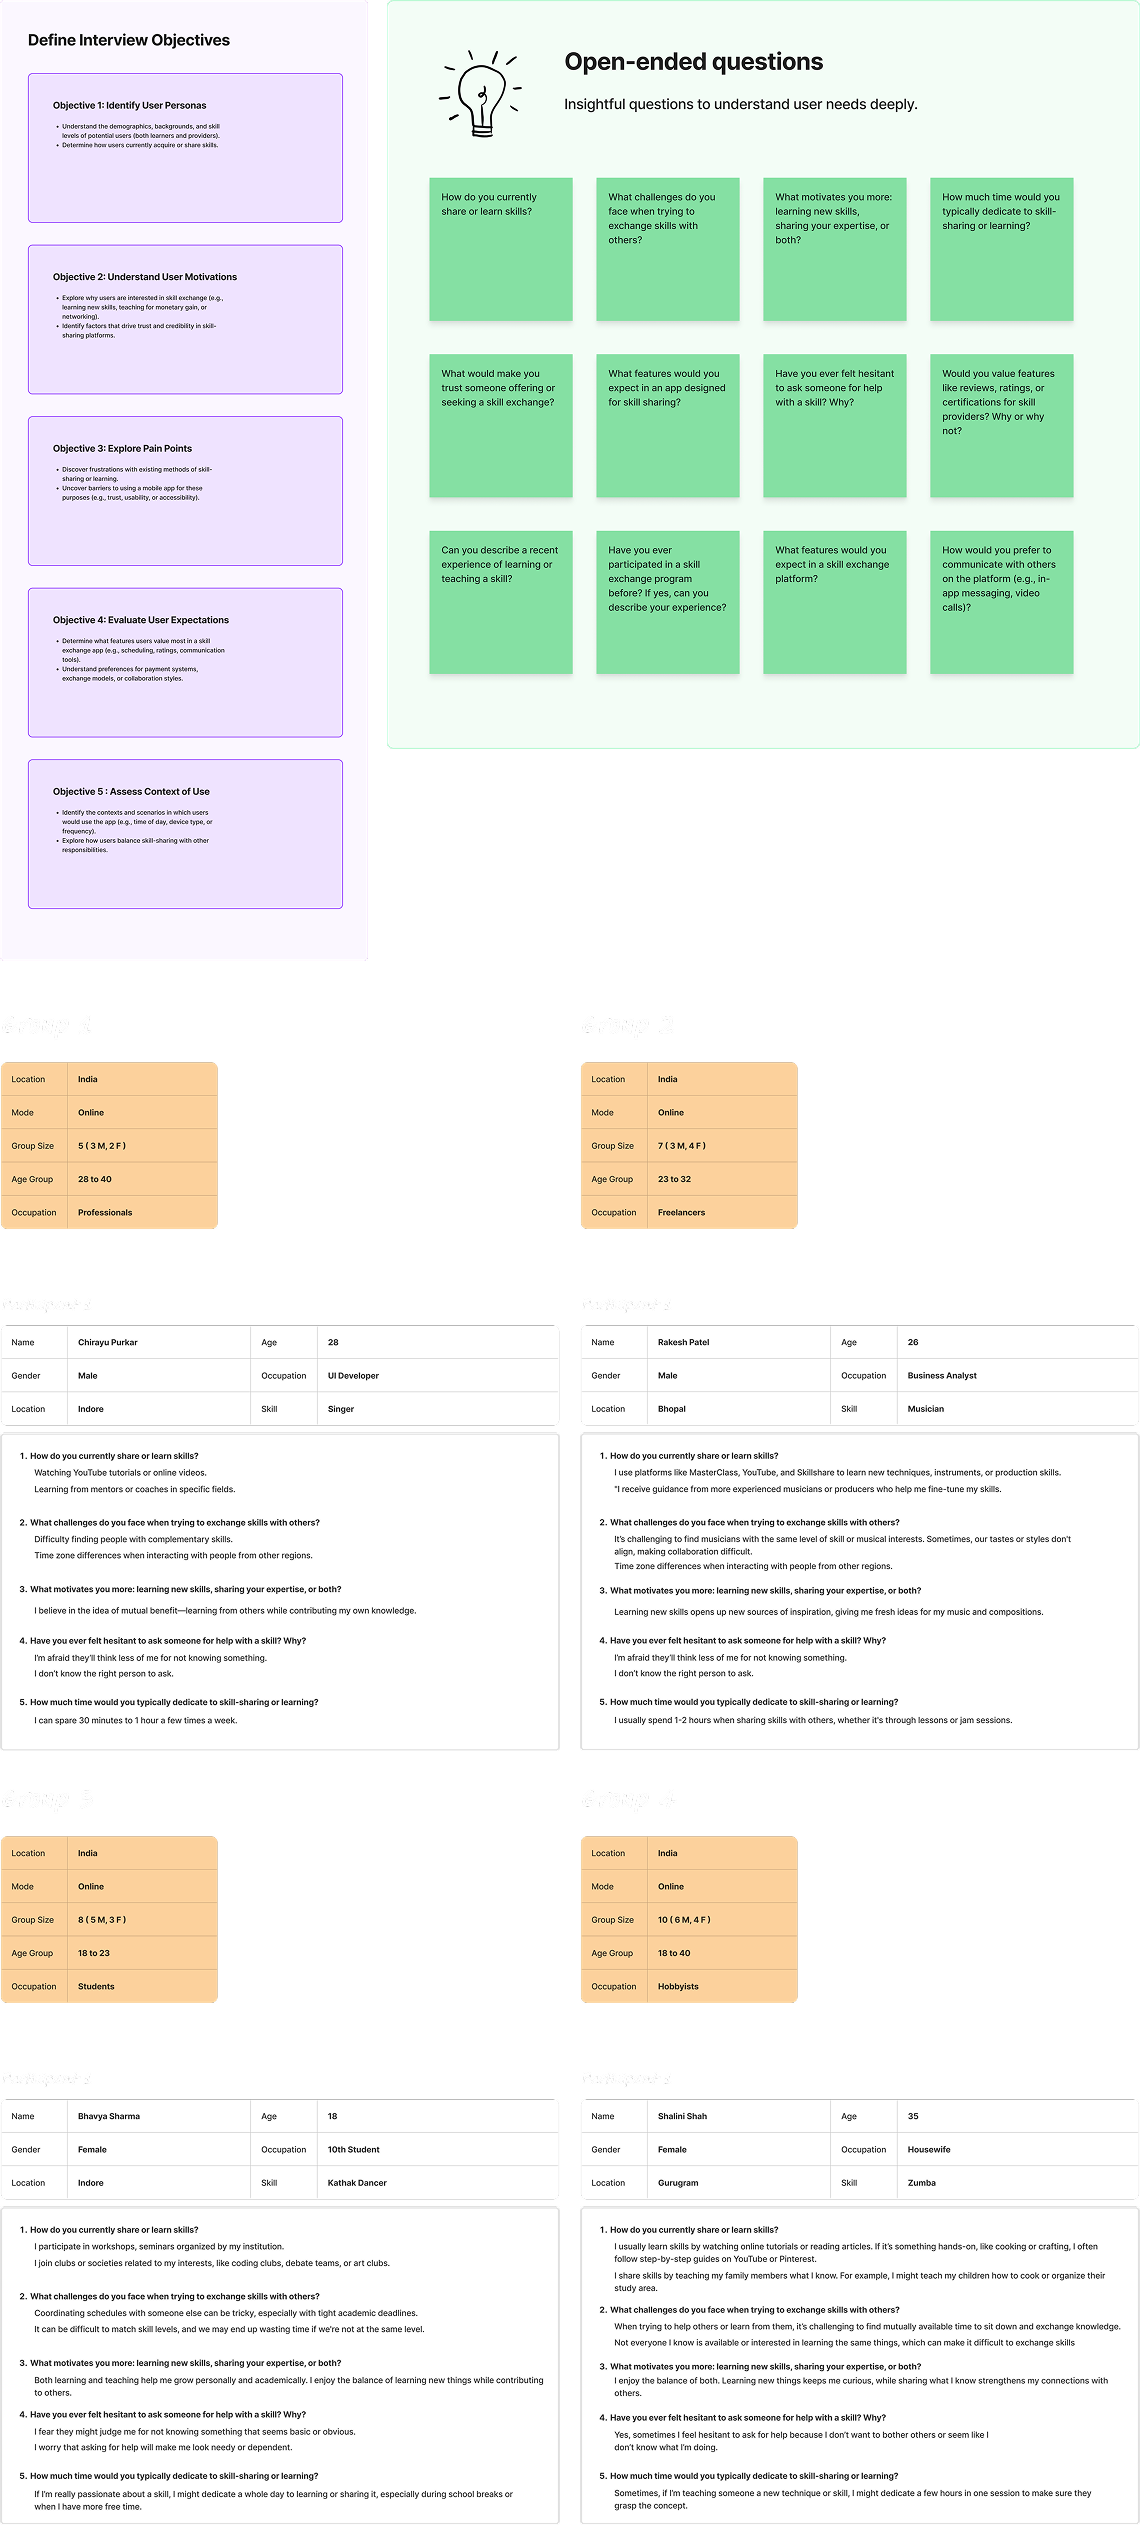 Define Interview Objectives
Objective 1: Identify User Personas
• Understand the demographics, backgrounds, and skill
levels of potential users (both learners and providers).
• Determine how users currently acquire or share skills.
Objective 2: Understand User Motivations
• Explore why users are interested in skill exchange (e.g.,
learning new skills, teaching for monetary gain, or
networking).
• Identify factors that drive trust and credibility in skill-
sharing platforms.
Objective 3: Explore Pain Points
• Discover frustrations with existing methods of skill-
sharing or learning.
• Uncover barriers to using a mobile app for these
purposes (e.g., trust, usability, or accessibility).
Objective 4: Evaluate User Expectations
• Determine what features users value most in a skill
exchange app (e.g., scheduling, ratings, communication
tools).
• Understand preferences for payment systems,
exchange models, or collaboration styles.
Objective 5 : Assess Context of Use
• Identify the contexts and scenarios in which users
would use the app (e.g., time of day, device type, or
frequency).
• Explore how users balance skill-sharing with other
responsibilities.
Open-ended questions
Insightful questions to understand user needs deeply.
How do you currently
share or learn skills?
What challenges do you
face when trying to
exchange skills with
others?
What motivates you more:
learning new skills,
sharing your expertise, or
both?
How much time would you
typically dedicate to skill-
sharing or learning?
What would make you
trust someone offering or
seeking a skill exchange?
What features would you
expect in an app designed
for skill sharing?
Have you ever felt hesitant
to ask someone for help
with a skill? Why?
Would you value features
like reviews, ratings, or
certifications for skill
providers? Why or why
not?
Can you describe a recent
experience of learning or
teaching a skill?
Have you ever
participated in a skill
exchange program
before? If yes, can you
describe your experience?
What features would you
expect in a skill exchange
platform?
How would you prefer to
communicate with others
on the platform (e.g., in-
app messaging, video
calls)?
Group 1
Location India
Mode Online
Group Size 5 ( 3 M, 2 F )
Age Group 28 to 40
Occupation Professionals
Name Chirayu Purkar Age 28
Gender Male Occupation UI Developer
Location Indore Skill Singer
1. How do you currently share or learn skills?
Watching YouTube tutorials or online videos.
Learning from mentors or coaches in specific fields.
2. What challenges do you face when trying to exchange skills with others?
Difficulty finding people with complementary skills.
Time zone differences when interacting with people from other regions.
3. What motivates you more: learning new skills, sharing your expertise, or both?
I believe in the idea of mutual benefit—learning from others while contributing my own knowledge.
4. Have you ever felt hesitant to ask someone for help with a skill? Why?
I'm afraid they'll think less of me for not knowing something.
I don't know the right person to ask.
5. How much time would you typically dedicate to skill-sharing or learning?
I can spare 30 minutes to 1 hour a few times a week.
Group 2
Location India
Mode Online
Group Size 7 ( 3 M, 4 F )
Age Group 23 to 32
Occupation Freelancers
Name Rakesh Patel Age 26
Gender Male Occupation Business Analyst
Location Bhopal Skill Musician
1. How do you currently share or learn skills?
I use platforms like MasterClass, YouTube, and Skillshare to learn new techniques, instruments, or production skills.
"I receive guidance from more experienced musicians or producers who help me fine-tune my skills.
2. What challenges do you face when trying to exchange skills with others?
It's challenging to find musicians with the same level of skill or musical interests. Sometimes, our tastes or styles don't
align, making collaboration difficult.
Time zone differences when interacting with people from other regions.
3. What motivates you more: learning new skills, sharing your expertise, or both?
Learning new skills opens up new sources of inspiration, giving me fresh ideas for my music and compositions.
4. Have you ever felt hesitant to ask someone for help with a skill? Why?
I'm afraid they'll think less of me for not knowing something.
I don't know the right person to ask.
5. How much time would you typically dedicate to skill-sharing or learning?
I usually spend 1-2 hours when sharing skills with others, whether it's through lessons or jam sessions.
Group 3
Location India
Mode Online
Group Size 8 ( 5 M, 3 F )
Age Group 18 to 23
Occupation Students
Name Bhavya Sharma Age 18
Gender Female Occupation 10th Student
Location Indore Skill Kathak Dancer
1. How do you currently share or learn skills?
I participate in workshops, seminars organized by my institution.
I join clubs or societies related to my interests, like coding clubs, debate teams, or art clubs.
2. What challenges do you face when trying to exchange skills with others?
Coordinating schedules with someone else can be tricky, especially with tight academic deadlines.
It can be difficult to match skill levels, and we may end up wasting time if we're not at the same level.
3. What motivates you more: learning new skills, sharing your expertise, or both?
Both learning and teaching help me grow personally and academically. I enjoy the balance of learning new things while contributing
to others.
4. Have you ever felt hesitant to ask someone for help with a skill? Why?
I fear they might judge me for not knowing something that seems basic or obvious.
I worry that asking for help will make me look needy or dependent.
5. How much time would you typically dedicate to skill-sharing or learning?
If I'm really passionate about a skill, I might dedicate a whole day to learning or sharing it, especially during school breaks or
when I have more free time.
Group
Location India
Mode Online
Group Size 10 ( 6 M, 4 F )
Age Group 18 to 40
Occupation Hobbyists
Name Shalini Shah Age 35
Gender Female Occupation Housewife
Location Gurugram Skill Zumba
1. How do you currently share or learn skills?
I usually learn skills by watching online tutorials or reading articles. If it's something hands-on, like cooking or crafting, I often
follow step-by-step guides on YouTube or Pinterest.
I share skills by teaching my family members what I know. For example, I might teach my children how to cook or organize their
study area.
2. What challenges do you face when trying to exchange skills with others?
When trying to help others or learn from them, it's challenging to find mutually available time to sit down and exchange knowledge.
Not everyone I know is available or interested in learning the same things, which can make it difficult to exchange skills
3. What motivates you more: learning new skills, sharing your expertise, or both?
I enjoy the balance of both. Learning new things keeps me curious, while sharing what I know strengthens my connections with
others.
4. Have you ever felt hesitant to ask someone for help with a skill? Why?
Yes, sometimes I feel hesitant to ask for help because I don't want to bother others or seem like I
don't know what I'm doing.
5. How much time would you typically dedicate to skill-sharing or learning?
Sometimes, if I'm teaching someone a new technique or skill, I might dedicate a few hours in one session to make sure they
grasp the concept.